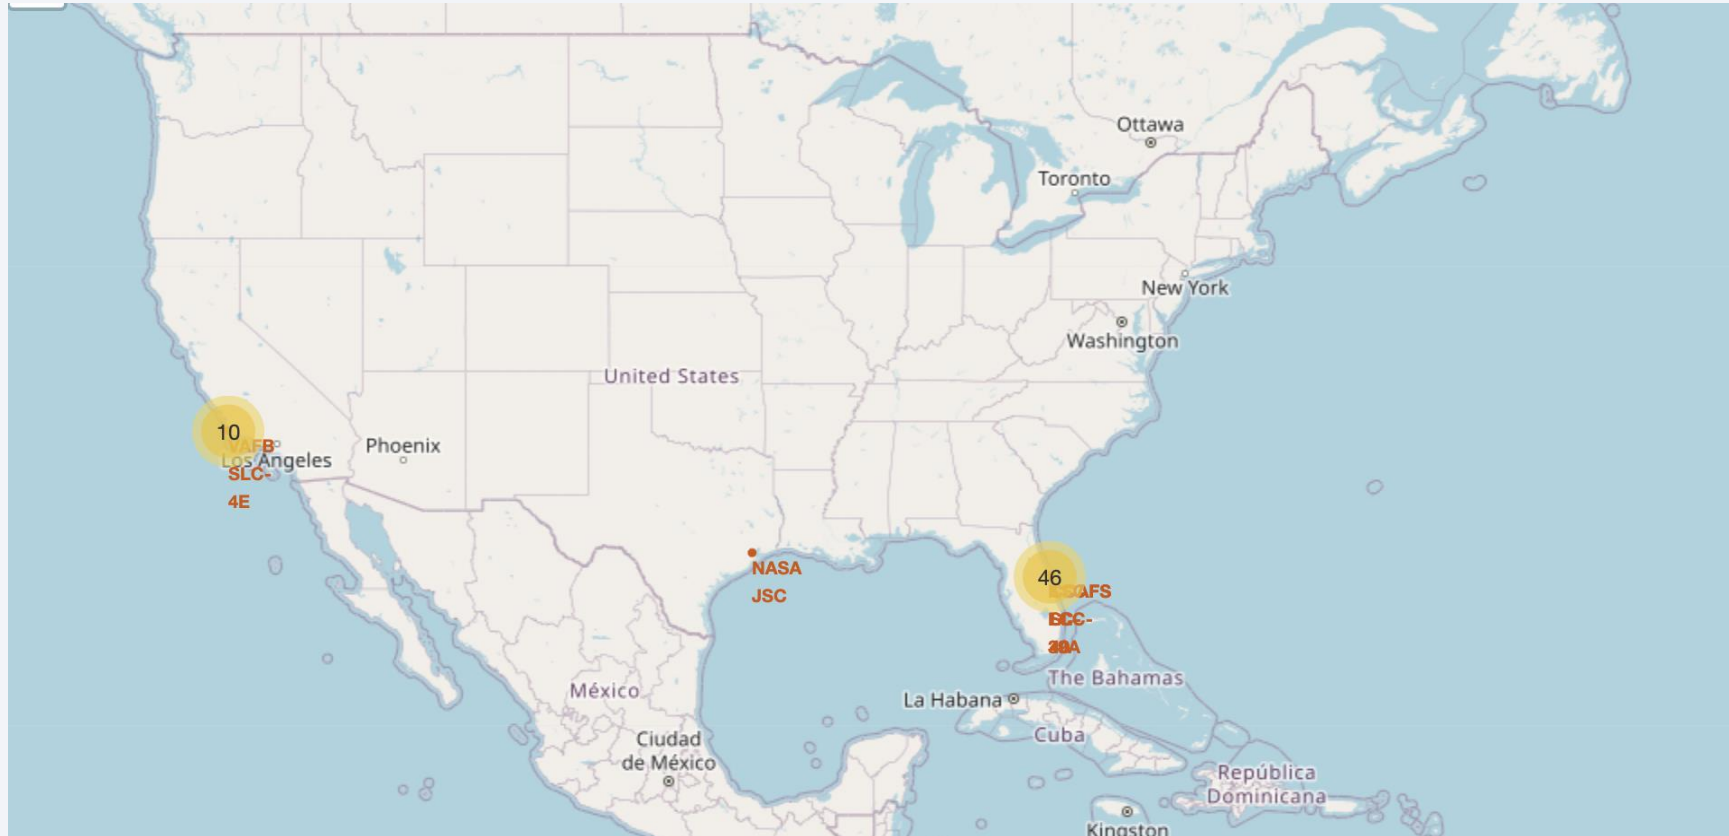 Ottawa
Toronto
New York
Washington
United States
10
VAFB
Phoenix
Los Angeles
SLC-
4E
NASA
JSC
46
The Bahamas
México
La Habana
Cuba
Ciudad
de México
República
Dominicana
Kingston